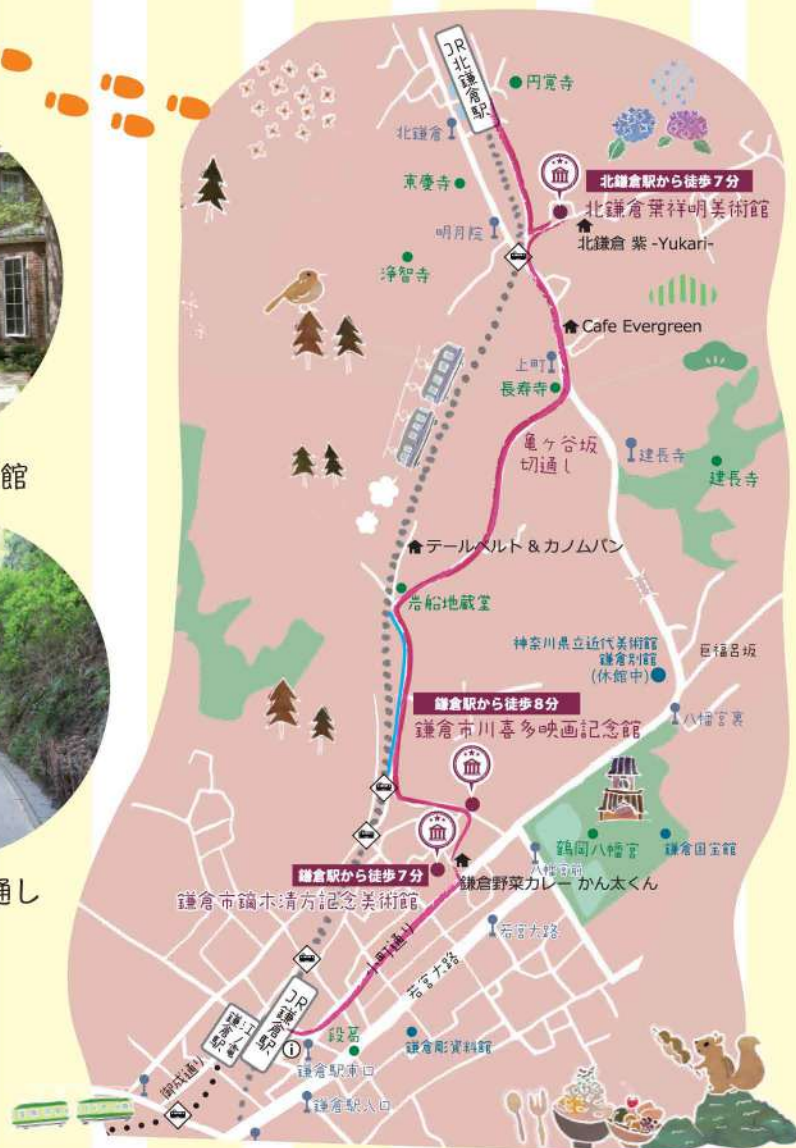 JR北鎌倉駅
円覚寺
北鎌倉
東慶寺
北鎌倉駅から徒歩7分
北鎌倉葉祥明美術館
明月院
北鎌倉 紫 -Yukari-
浄智寺
Cafe Evergreen
上町
長寿寺
館
亀ヶ谷坂
切通し
建長寺
建長寺
テールベルト & カノムパン
岩船地蔵堂
神奈川県立近代美術館
鎌倉別館
(休館中)
巨福呂坂
鎌倉駅から徒歩8分
鎌倉市川喜多映画記念館
八幡宮裏
鶴岡八幡宮
鎌倉国宝館
八幡宮前
鎌倉駅から徒歩7分
鎌倉市鏑木清方記念美術館
鎌倉野菜カレー かん太くん
通し
小町通り
若宮大路
若宮大路
JR鎌倉駅
江ノ電鎌倉駅
段葛
鎌倉彫資料館
鎌倉駅東口
御成通り
鎌倉駅入口